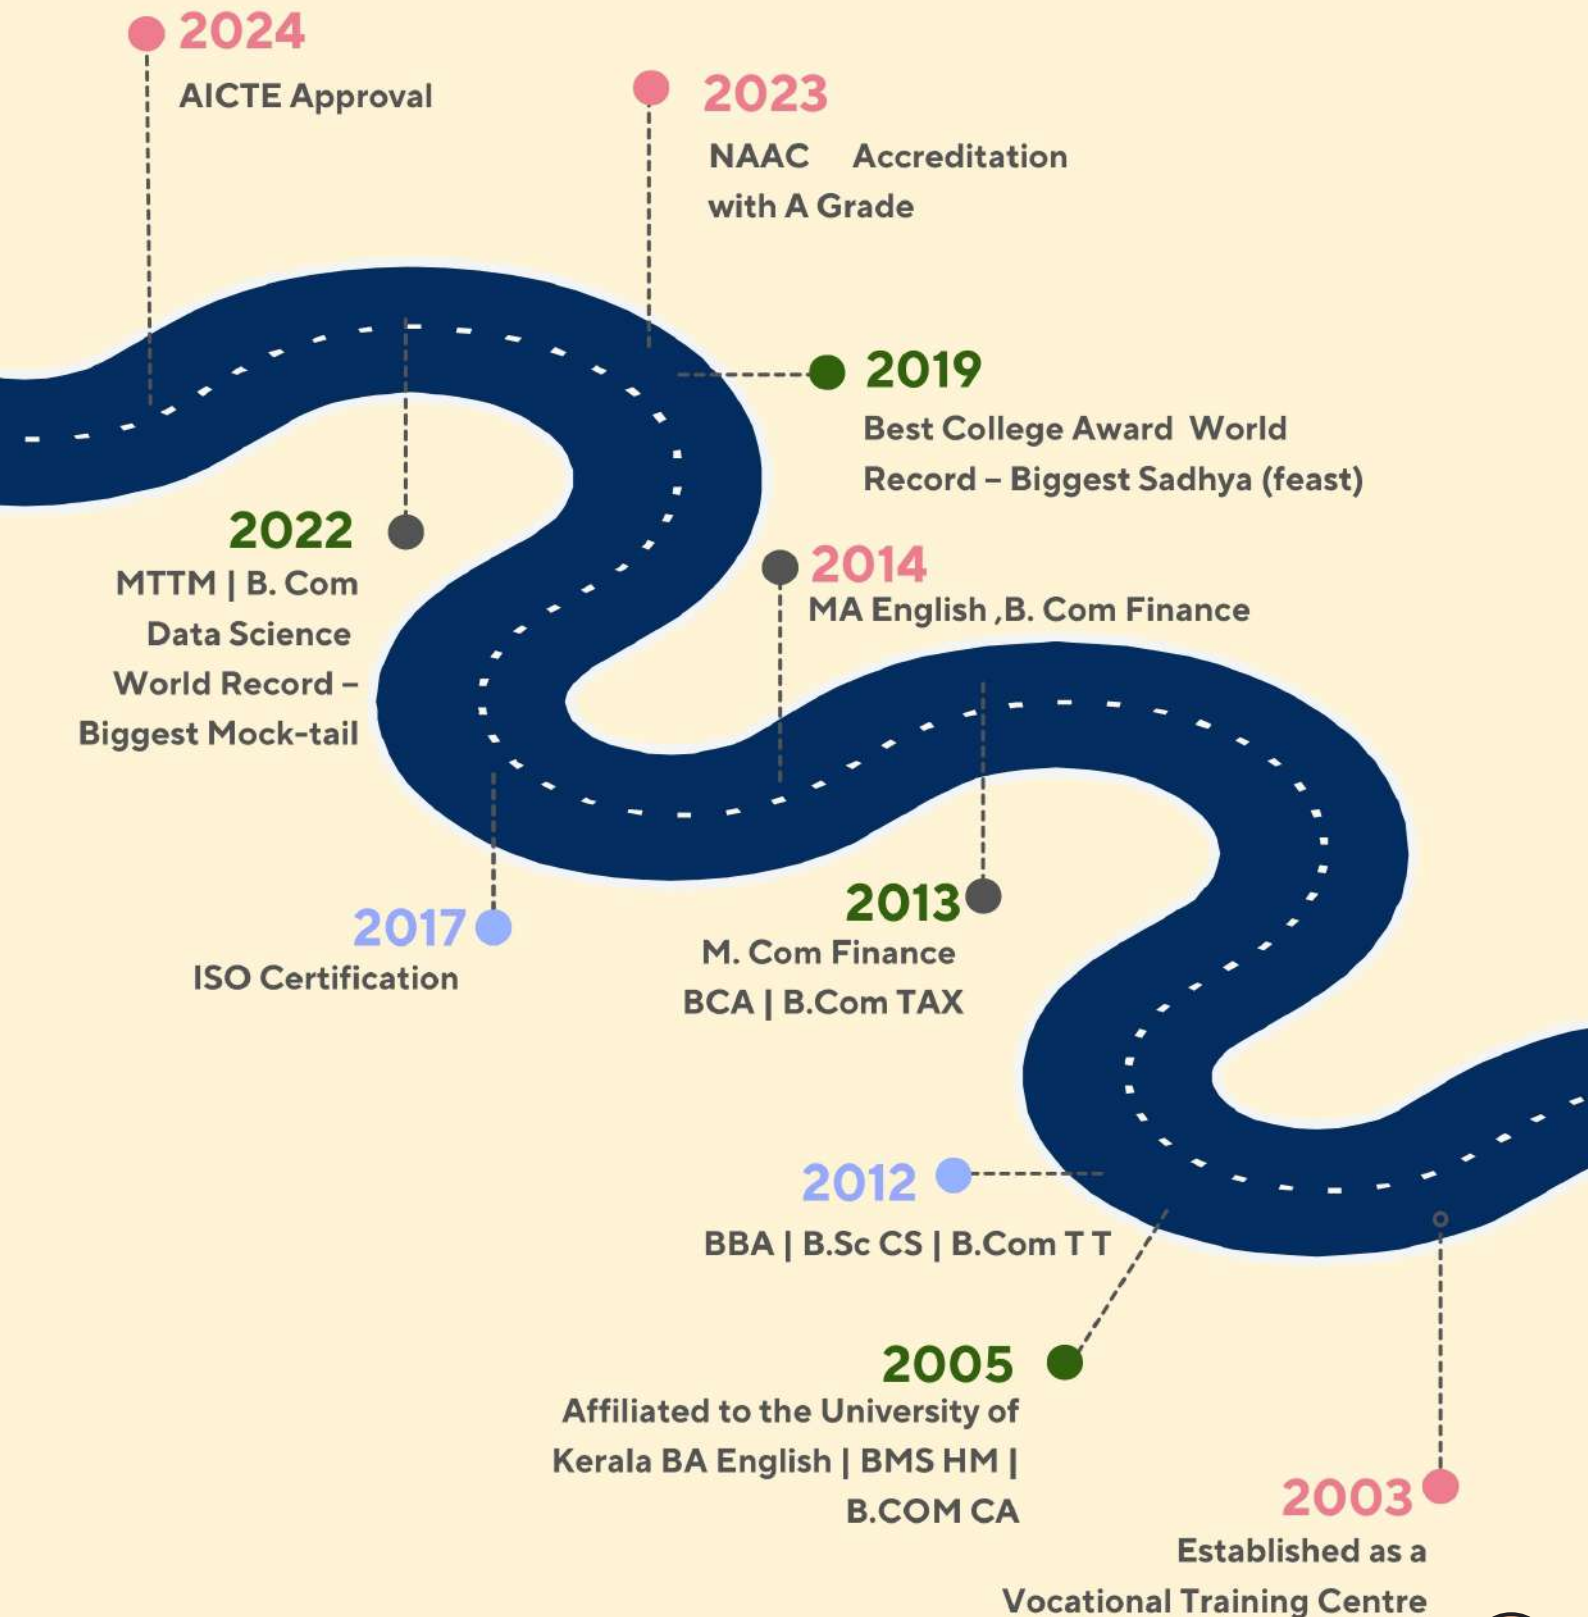 2024
AICTE Approval
2023
NAAC Accreditation
with A Grade
2019
Best College Award World
Record – Biggest Sadhya (feast)
2022
MTTM | B. Com
Data Science
World Record –
Biggest Mock-tail
2014
MA English ,B. Com Finance
2017
ISO Certification
2013
M. Com Finance
BCA | B.Com TAX
2012
BBA | B.Sc CS | B.Com T T
2005
Affiliated to the University of
Kerala BA English | BMS HM |
B.COM CA
2003
Established as a
Vocational Training Centre